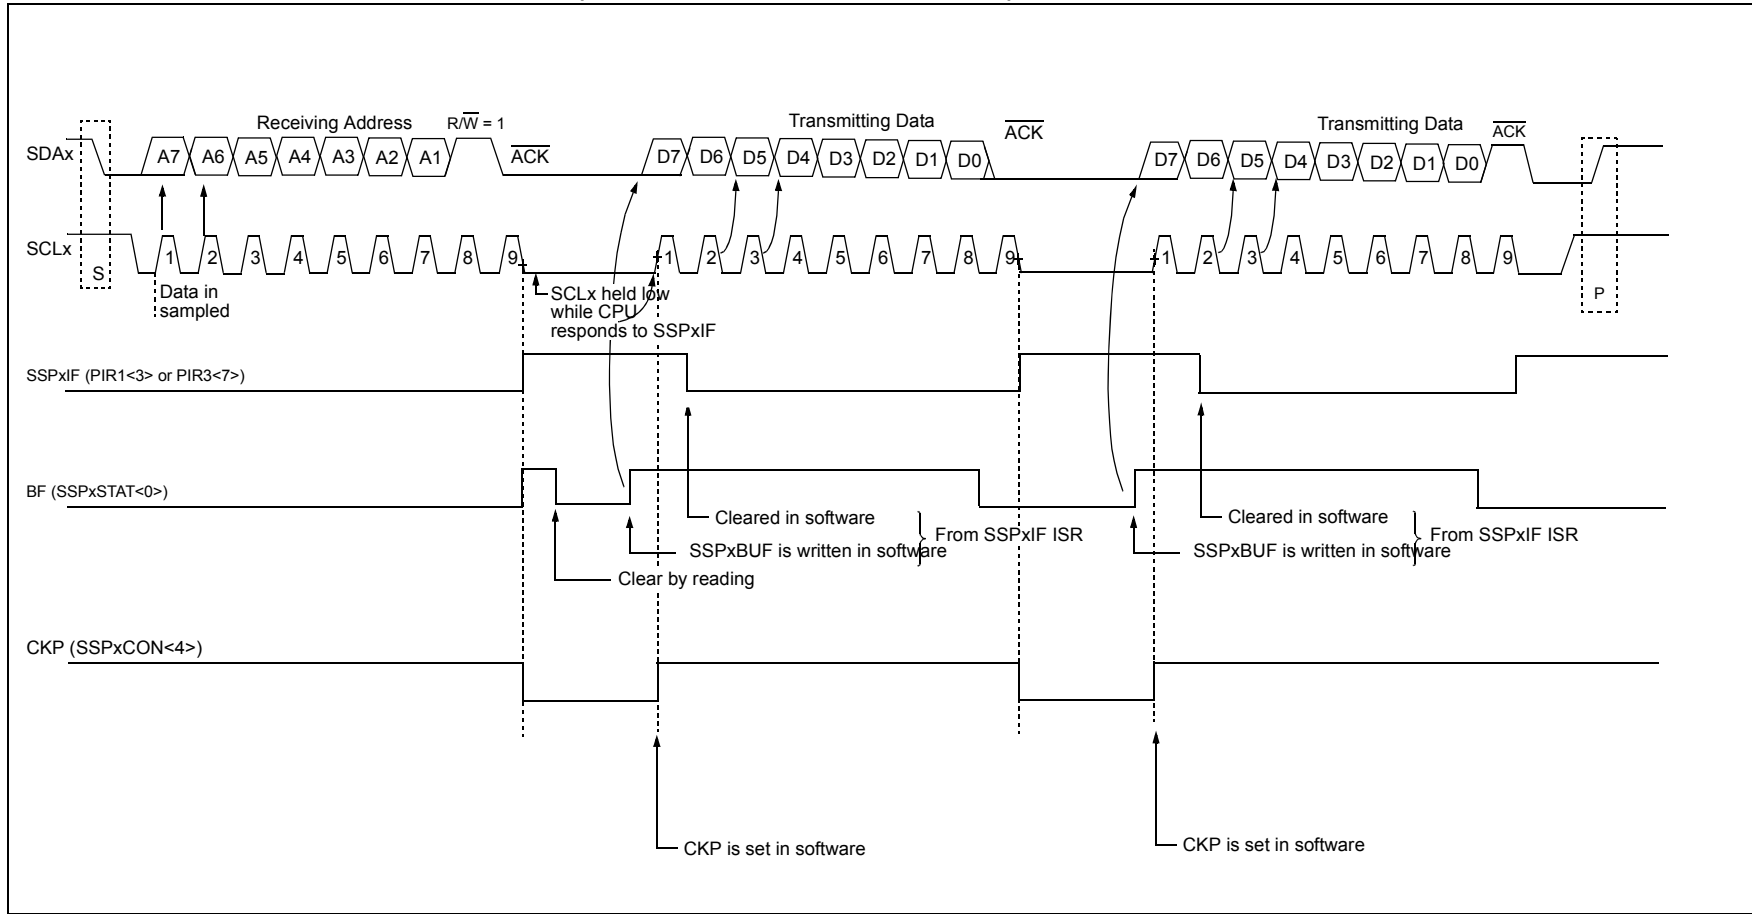 Receiving Address R/W = 1
Transmitting Data
ACK
Transmitting Data
ACK
SDAx
A7 A6 A5 A4 A3 A2 A1
ACK
D7 D6 D5 D4 D3 D2 D1 D0
D7 D6 D5 D4 D3 D2 D1 D0
SCLx
S
1 2 3 4 5 6 7 8 9
1 2 3 4 5 6 7 8 9
1 2 3 4 5 6 7 8 9
P
Data in
sampled
SCLx held low
while CPU
responds to SSPxIF
SSPxIF (PIR1<3> or PIR3<7>)
BF (SSPxSTAT<0>)
Cleared in software
SSPxBUF is written in software
From SSPxIF ISR
Clear by reading
Cleared in software
SSPxBUF is written in software
From SSPxIF ISR
CKP (SSPxCON<4>)
CKP is set in software
CKP is set in software